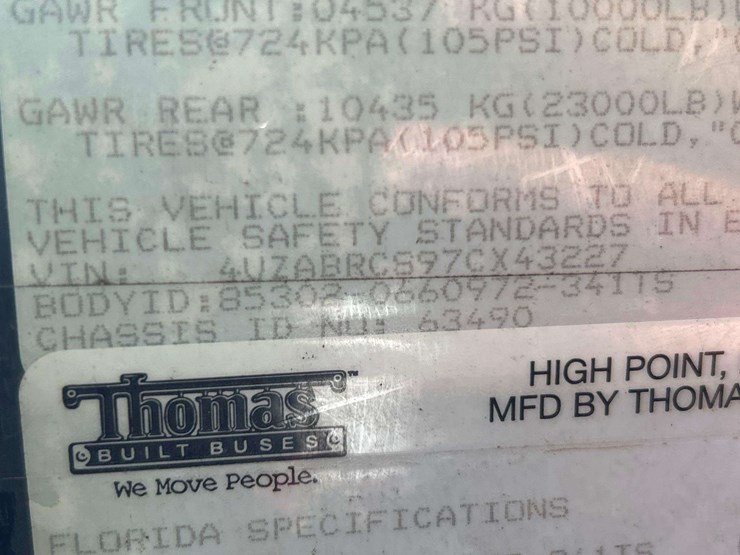 GAWR FRONT:04537 KG(10000LB)
TIRES@724KPA(105PSI)COLD,"
GAWR REAR :10435 KG(23000LB)W
TIRES@724KPA(105PSI)COLD,"
THIS VEHICLE CONFORMS TO ALL
VEHICLE SAFETY STANDARDS IN E
VIN: 4UZABRCS97CX43227
BODYID:85302-0660972-341TS
CHASSIS ID NO: 63490
Thomas™
BUILT BUSES
We Move People.
HIGH POINT,
MFD BY THOMA
FLORIDA SPECIFICATIONS